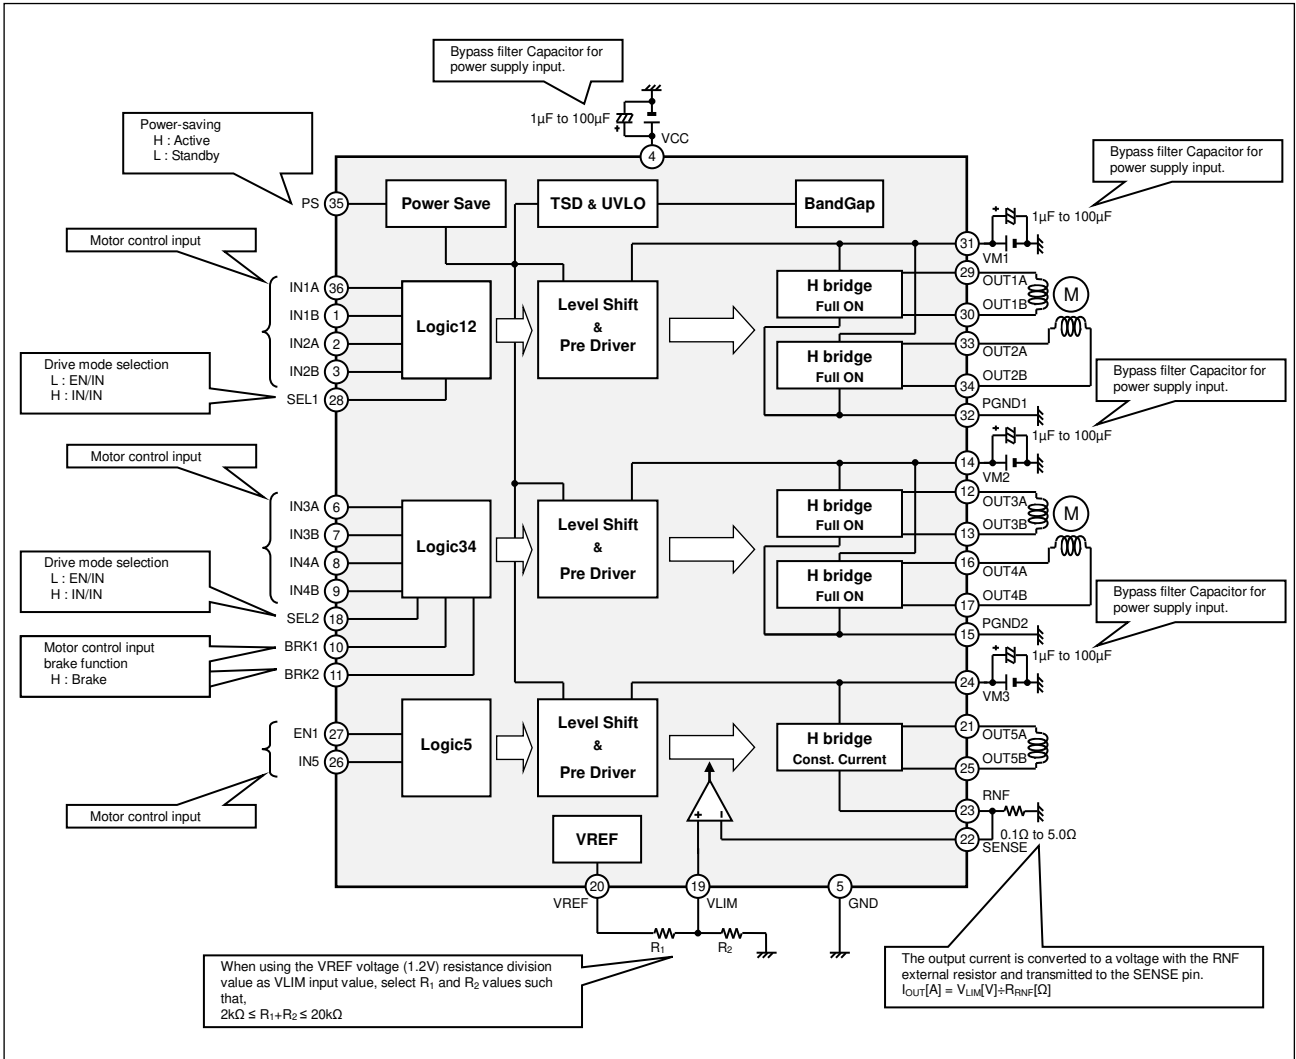 Bypass filter Capacitor for
power supply input.
1µF to 100µF
+
VCC
4
Power-saving
H : Active
L : Standby
Bypass filter Capacitor for
power supply input.
PS
35
Power Save
TSD & UVLO
BandGap
+
1µF to 100µF
Motor control input
31
VM1
IN1A
36
IN1B
1
IN2A
2
IN2B
3
SEL1
28
Logic12
Level Shift
&
Pre Driver
H bridge
Full ON
H bridge
Full ON
29
OUT1A
OUT1B
30
M
33
OUT2A
OUT2B
34
PGND1
32
Drive mode selection
L : EN/IN
H : IN/IN
Bypass filter Capacitor for
power supply input.
+
1µF to 100µF
Motor control input
14
VM2
IN3A
6
IN3B
7
IN4A
8
IN4B
9
SEL2
18
BRK1
10
BRK2
11
Logic34
Level Shift
&
Pre Driver
H bridge
Full ON
H bridge
Full ON
12
OUT3A
OUT3B
13
M
16
OUT4A
OUT4B
17
PGND2
15
Drive mode selection
L : EN/IN
H : IN/IN
Bypass filter Capacitor for
power supply input.
Motor control input
brake function
H : Brake
+
1µF to 100µF
24
VM3
EN1
27
IN5
26
Logic5
Level Shift
&
Pre Driver
H bridge
Const. Current
21
OUT5A
OUT5B
25
RNF
23
22
SENSE
0.1Ω to 5.0Ω
Motor control input
+
−
VREF
20
VREF
19
VLIM
5
GND
R1
R2
When using the VREF voltage (1.2V) resistance division
value as VLIM input value, select R1 and R2 values such
that,
2kΩ ≤ R1+R2 ≤ 20kΩ
The output current is converted to a voltage with the RNF
external resistor and transmitted to the SENSE pin.
IOUT[A] = VLIM[V]÷RRNF[Ω]